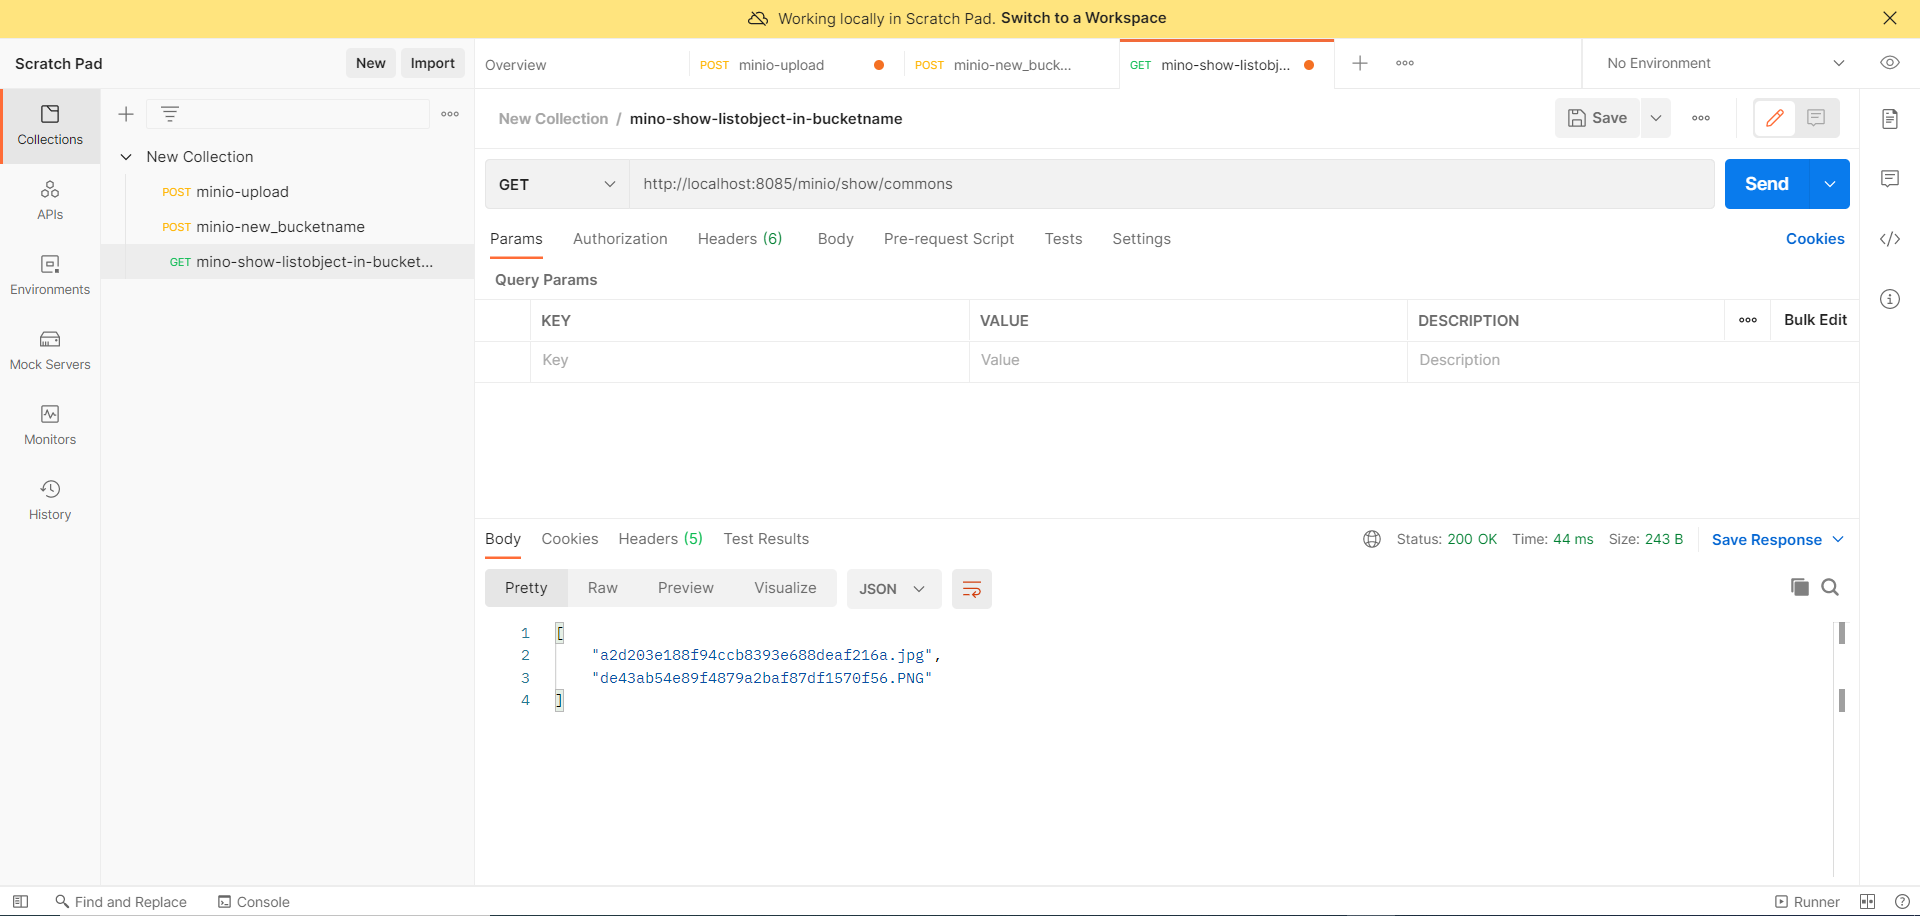 Working locally in Scratch Pad. Switch to a Workspace
Scratch Pad
New
Import
Overview
POST minio-upload
POST minio-new_buck...
GET mino-show-listobj...
No Environment
Collections
APIs
Environments
Mock Servers
Monitors
History
New Collection
POST minio-upload
POST minio-new_bucketname
GET mino-show-listobject-in-bucket...
New Collection / mino-show-listobject-in-bucketname
Save
GET
http://localhost:8085/minio/show/commons
Send
Params
Authorization
Headers (6)
Body
Pre-request Script
Tests
Settings
Cookies
Query Params
KEY
VALUE
DESCRIPTION
Bulk Edit
Key
Value
Description
Body
Cookies
Headers (5)
Test Results
Status: 200 OK
Time: 44 ms
Size: 243 B
Save Response
Pretty
Raw
Preview
Visualize
JSON
1 [
2 "a2d203e188f94ccb8393e688deaf216a.jpg",
3 "de43ab54e89f4879a2baf87df1570f56.PNG"
4 ]
Find and Replace
Console
Runner